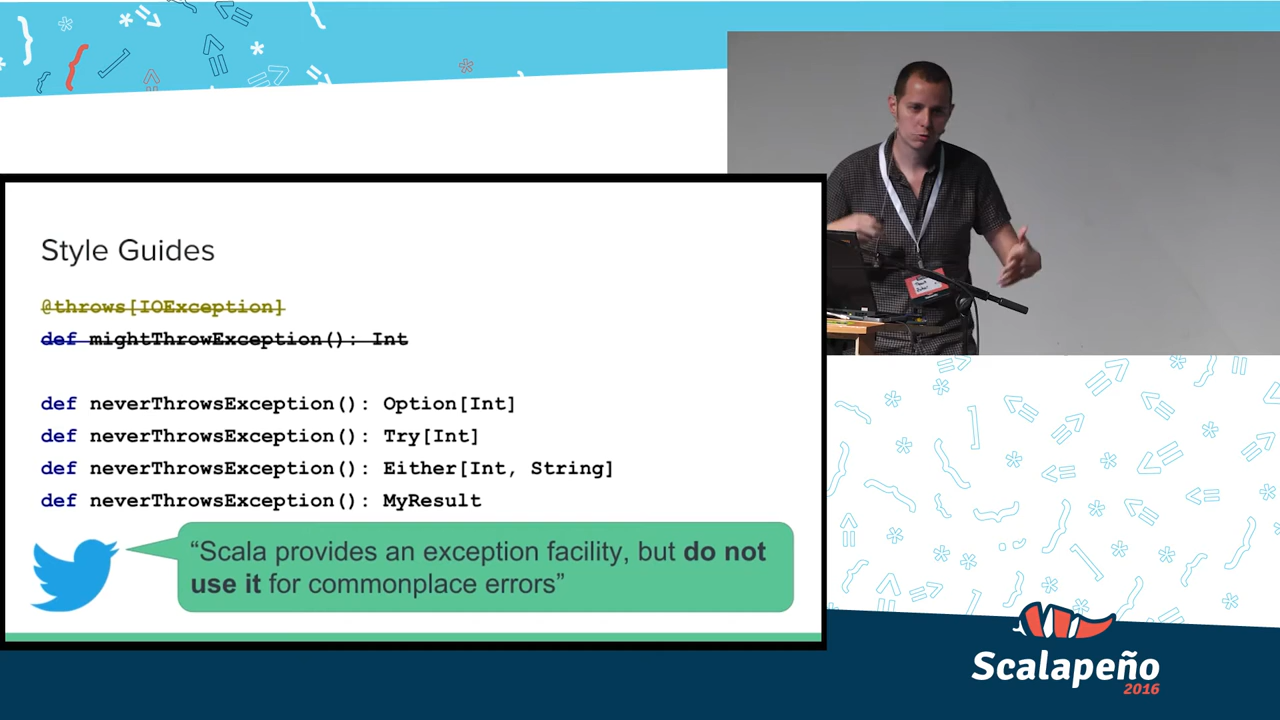 Style Guides
@throws[IOException]
def mightThrowException(): Int
def neverThrowsException(): Option[Int]
def neverThrowsException(): Try[Int]
def neverThrowsException(): Either[Int, String]
def neverThrowsException(): MyResult
“Scala provides an exception facility, but do not
use it for commonplace errors”
Scalapeño
2016